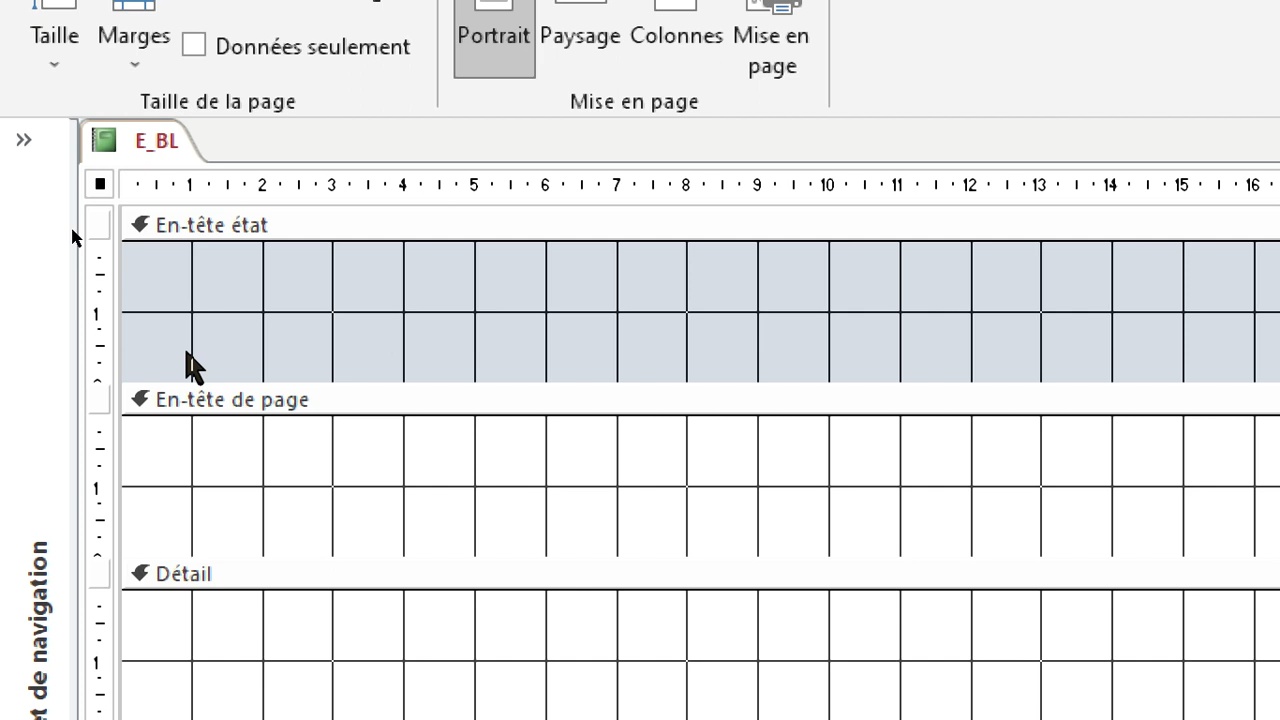 Taille Marges Données seulement Portrait Paysage Colonnes Mise en page
Taille de la page Mise en page
E_BL
1 2 3 4 5 6 7 8 9 10 11 12 13 14 15 16
En-tête état
1
En-tête de page
1
Détail
1
de navigation